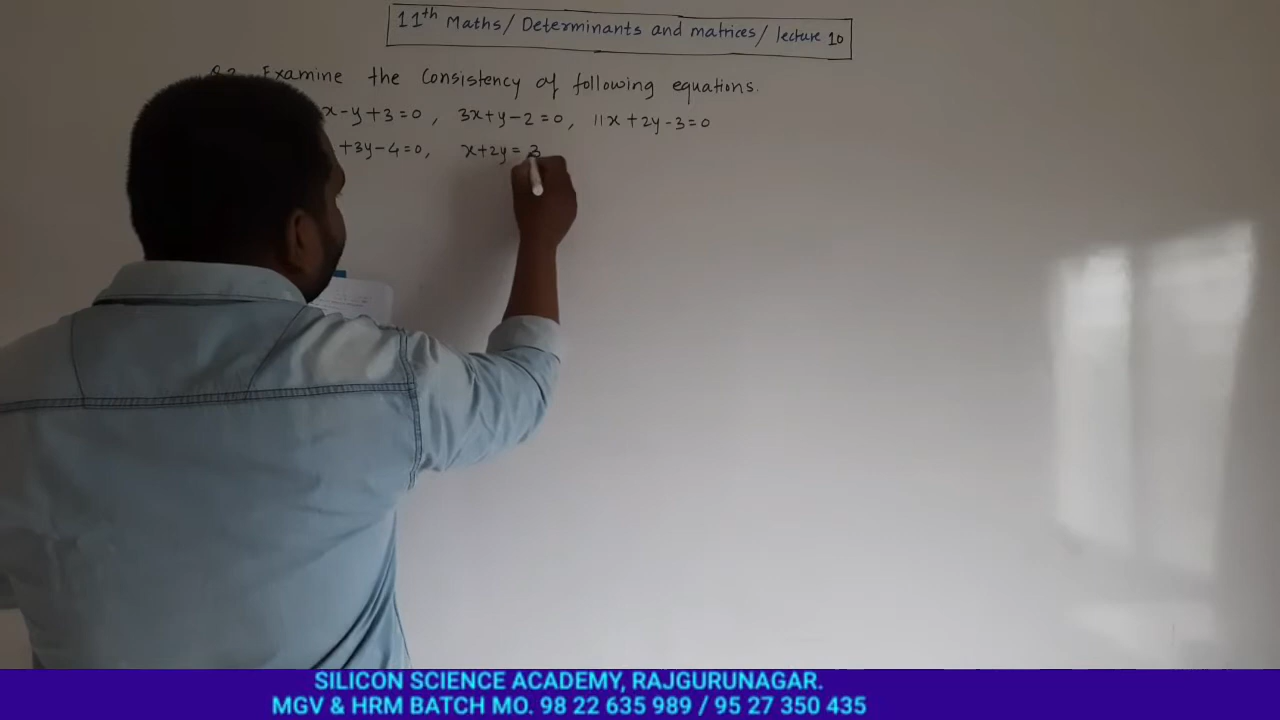 11th Maths/ Determinants and matrices/ lecture 10
Examine the Consistency of following equations.
x-y+3=0, 3x+y-2=0, 11x+2y-3=0
+3y-4=0, x+2y=3
SILICON SCIENCE ACADEMY, RAJGURUNAGAR.
MGV & HRM BATCH MO. 98 22 635 989 / 95 27 350 435